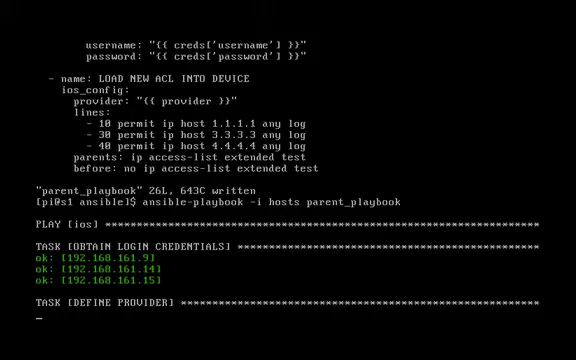 username: "{{ creds['username'] }}"
password: "{{ creds['password'] }}"
- name: LOAD NEW ACL INTO DEVICE
ios_config:
provider: "{{ provider }}"
lines:
- 10 permit ip host 1.1.1.1 any log
- 30 permit ip host 3.3.3.3 any log
- 40 permit ip host 4.4.4.4 any log
parents: ip access-list extended test
before: no ip access-list extended test
"parent_playbook" 26L, 643C written
[pi@s1 ansible]$ ansible-playbook -i hosts parent_playbook
PLAY [ios] *****************************************************************************
TASK [OBTAIN LOGIN CREDENTIALS] ********************************************************
ok: [192.168.161.9]
ok: [192.168.161.14]
ok: [192.168.161.15]
TASK [DEFINE PROVIDER] *****************************************************************